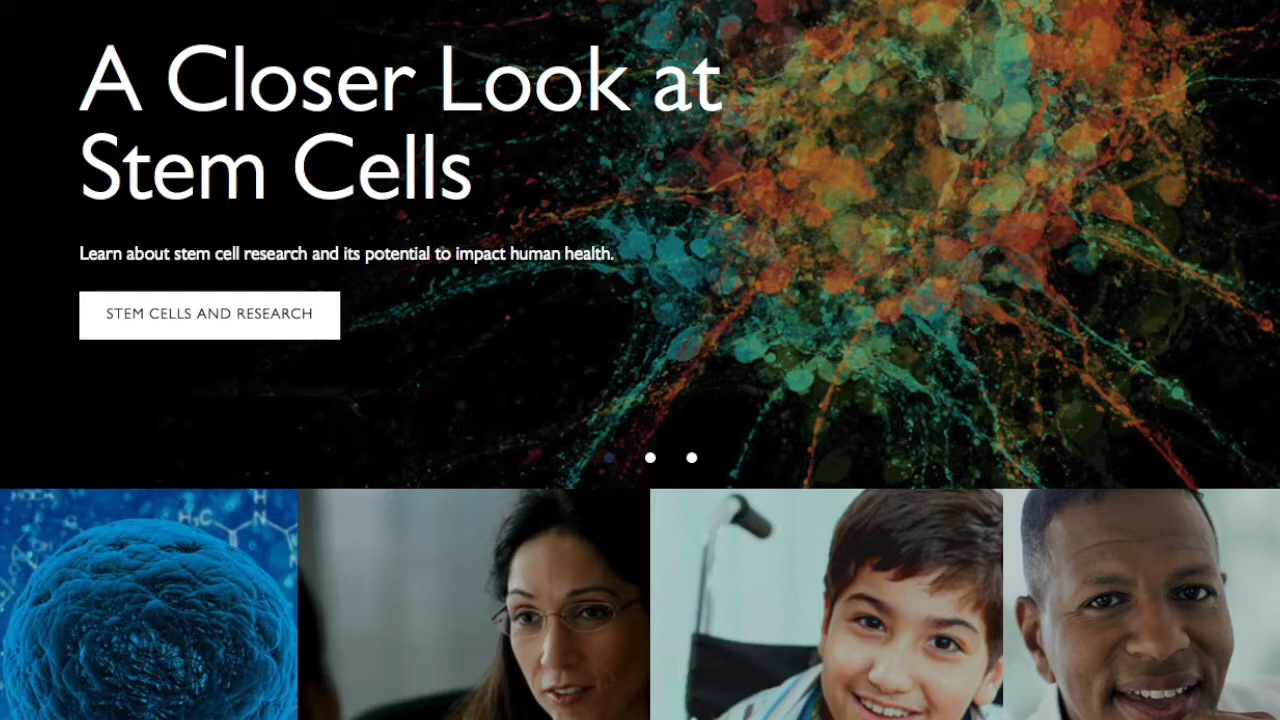 A Closer Look at
Stem Cells
Learn about stem cell research and its potential to impact human health.
STEM CELLS AND RESEARCH
H₃C
H
N